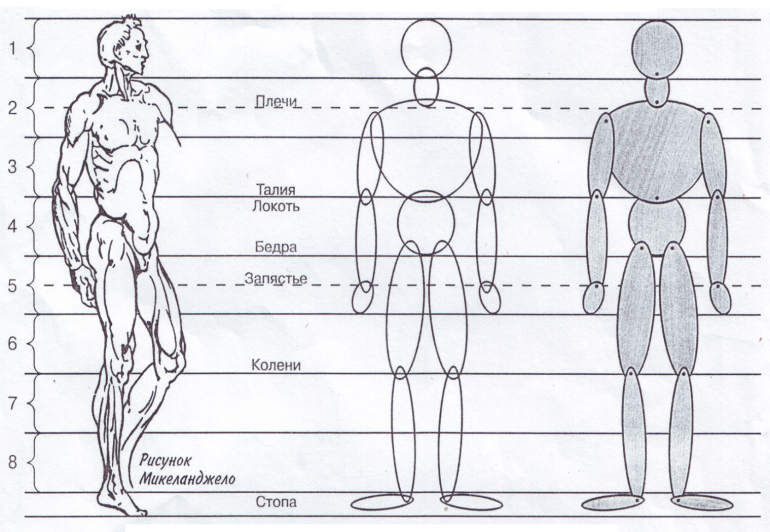 1
2
Плечи
3
Талия
Локоть
4
Бедра
Запястье
5
6
Колени
7
8
Рисунок
Микеланджело
Стопа